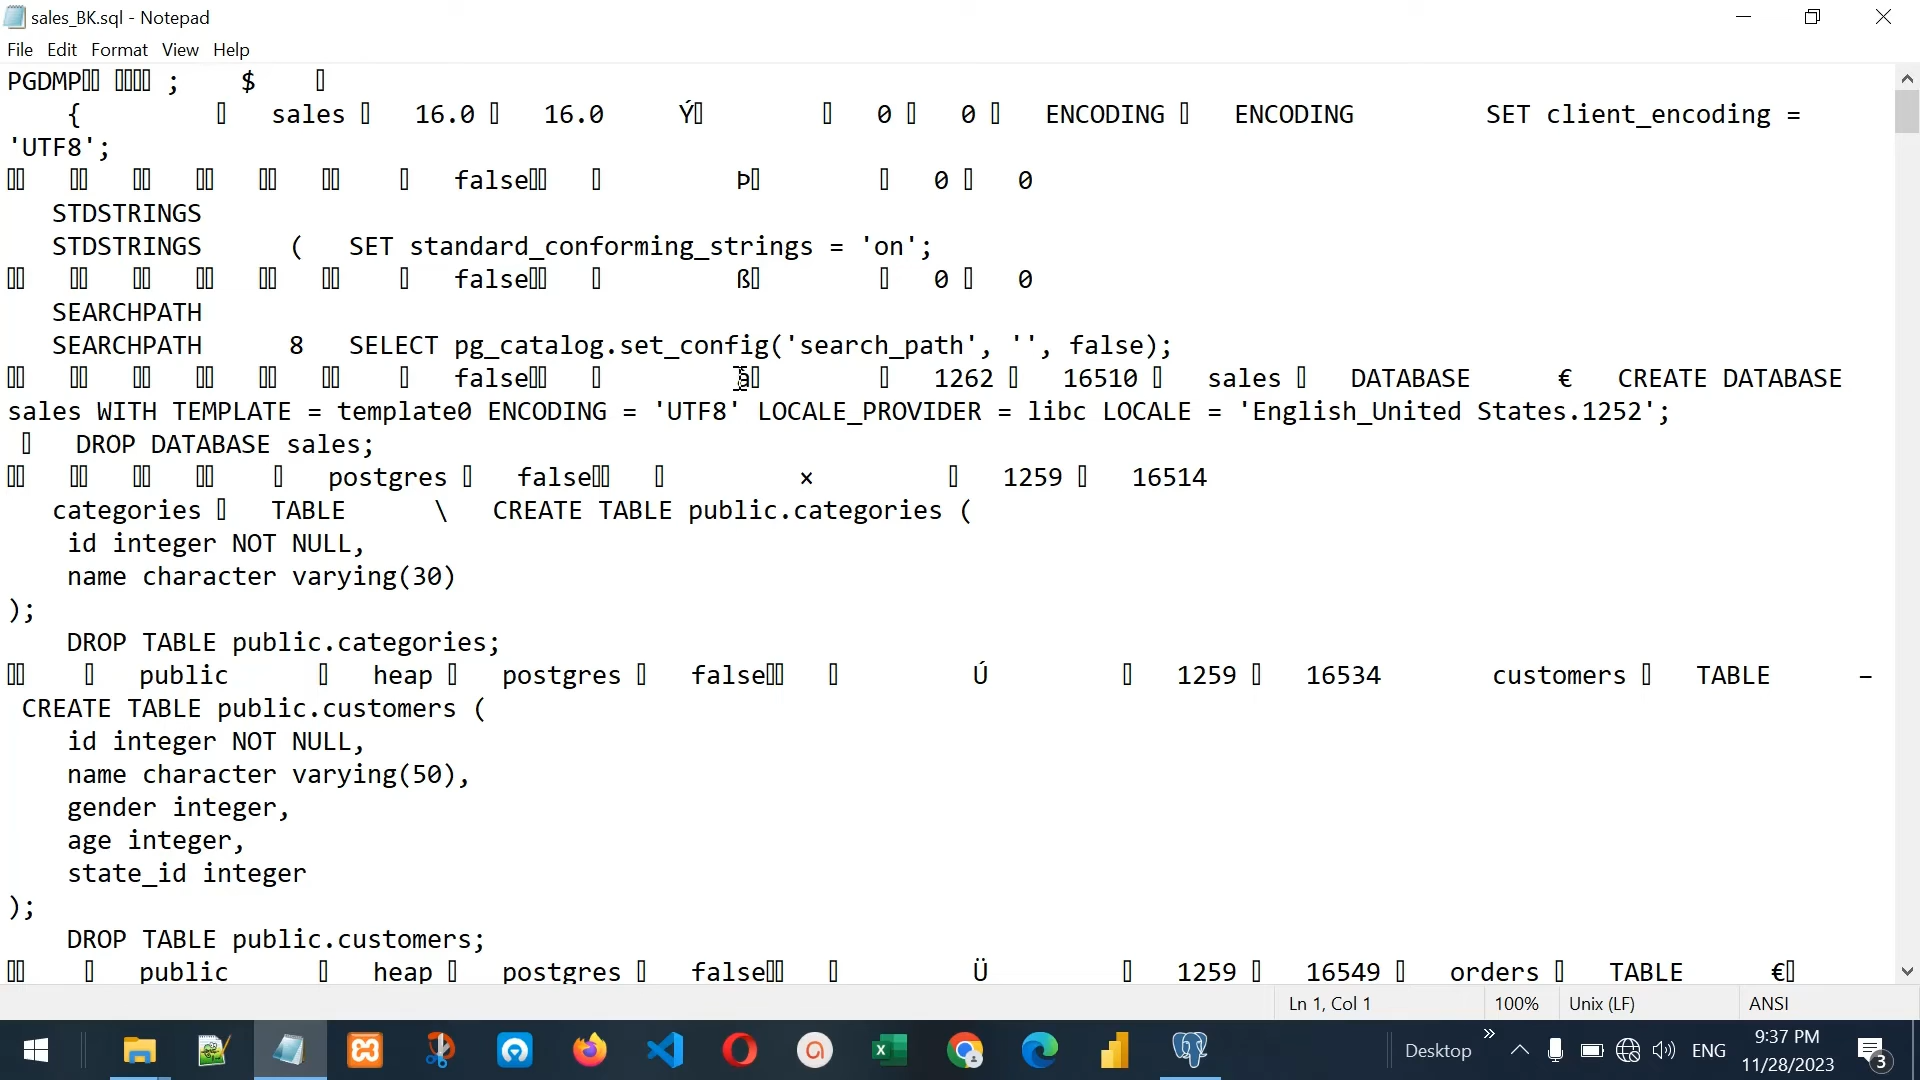 sales_BK.sql - Notepad
File Edit Format View Help
PGDMP ; $
{ sales 16.0 16.0 Ý 0 0 ENCODING ENCODING SET client_encoding =
'UTF8';
false Þ 0 0
STDSTRINGS
STDSTRINGS ( SET standard_conforming_strings = 'on';
false ß 0 0
SEARCHPATH
SEARCHPATH 8 SELECT pg_catalog.set_config('search_path', '', false);
false 1262 16510 sales DATABASE € CREATE DATABASE
sales WITH TEMPLATE = template0 ENCODING = 'UTF8' LOCALE_PROVIDER = libc LOCALE = 'English_United States.1252';
DROP DATABASE sales;
postgres false × 1259 16514
categories TABLE \ CREATE TABLE public.categories (
id integer NOT NULL,
name character varying(30)
);
DROP TABLE public.categories;
public heap postgres false Ú 1259 16534 customers TABLE –
CREATE TABLE public.customers (
id integer NOT NULL,
name character varying(50),
gender integer,
age integer,
state_id integer
);
DROP TABLE public.customers;
public heap postgres false Ü 1259 16549 orders TABLE €
Ln 1, Col 1 100% Unix (LF) ANSI
Desktop ENG 9:37 PM
11/28/2023 3